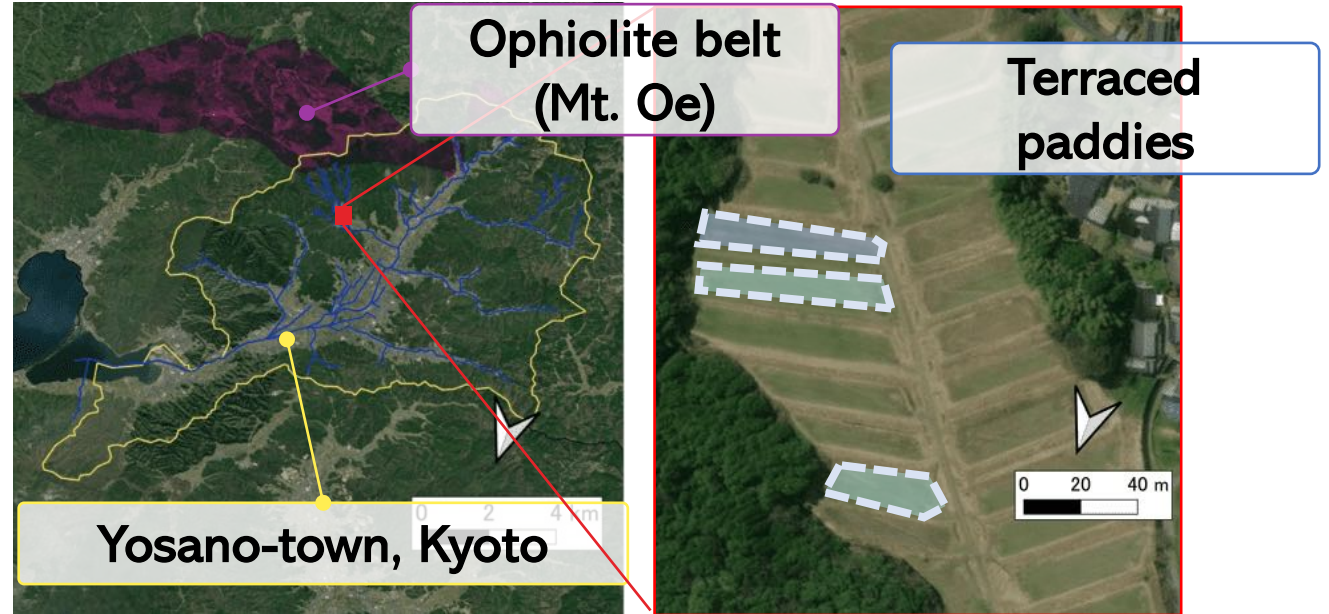 Ophiolite belt
(Mt. Oe)
Terraced
paddies
0 20 40 m
0 2 4 km
Yosano-town, Kyoto